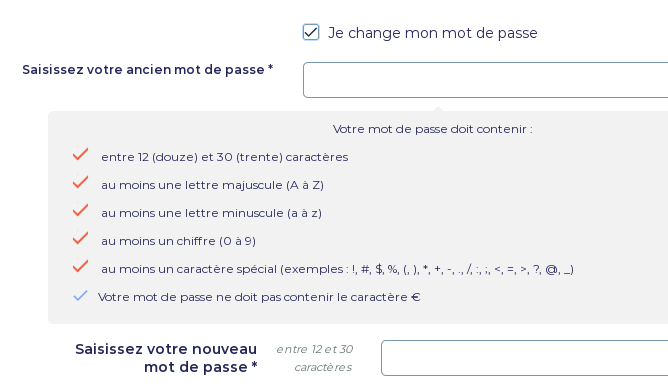 Je change mon mot de passe
Saisissez votre ancien mot de passe *
Votre mot de passe doit contenir :
entre 12 (douze) et 30 (trente) caractères
au moins une lettre majuscule (A à Z)
au moins une lettre minuscule (a à z)
au moins un chiffre (0 à 9)
au moins un caractère spécial (exemples : !, #, $, %, (, ), *, +, -, ., /, :, ;, <, =, >, ?, @, _)
Votre mot de passe ne doit pas contenir le caractère €
Saisissez votre nouveau
mot de passe *
entre 12 et 30
caractères